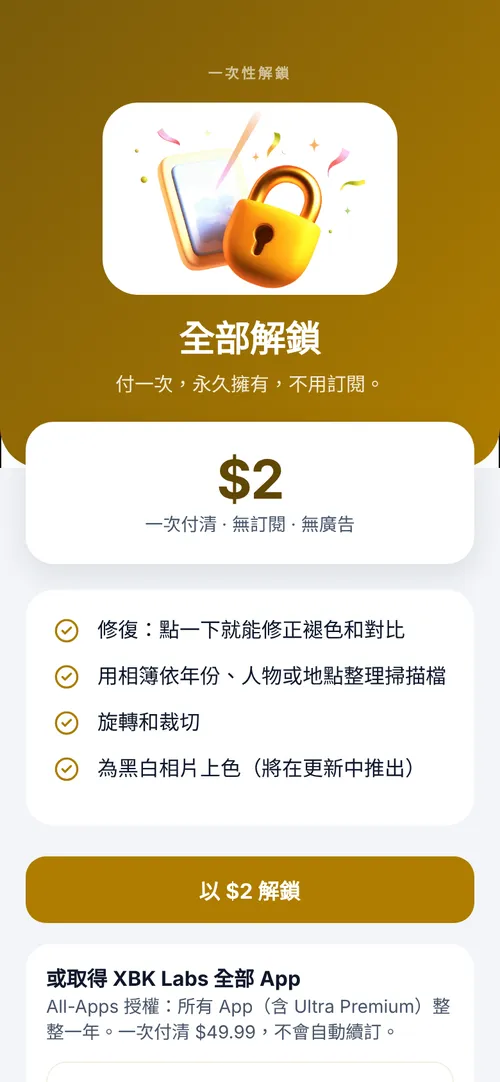 一次性解鎖
全部解鎖
付一次，永久擁有，不用訂閱。
$2
一次付清 · 無訂閱 · 無廣告
修復：點一下就能修正褪色和對比
用相簿依年份、人物或地點整理掃描檔
旋轉和裁切
為黑白相片上色（將在更新中推出）
以 $2 解鎖
或取得 XBK Labs 全部 App
All-Apps 授權：所有 App（含 Ultra Premium）整
整一年。一次付清 $49.99，不會自動續訂。